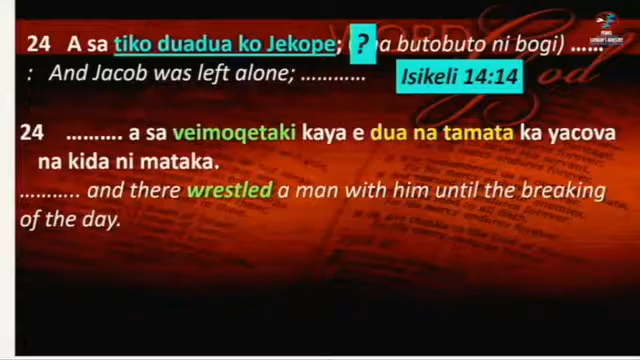 24 A sa tiko duadua ko Jekope; ( ? a butobuto ni bogi) ......
: And Jacob was left alone; ............
Isikeli 14:14
24 .......... a sa veimoqetaki kaya e dua na tamata ka yacova
na kida ni mataka.
........... and there wrestled a man with him until the breaking
of the day.
WORD
God